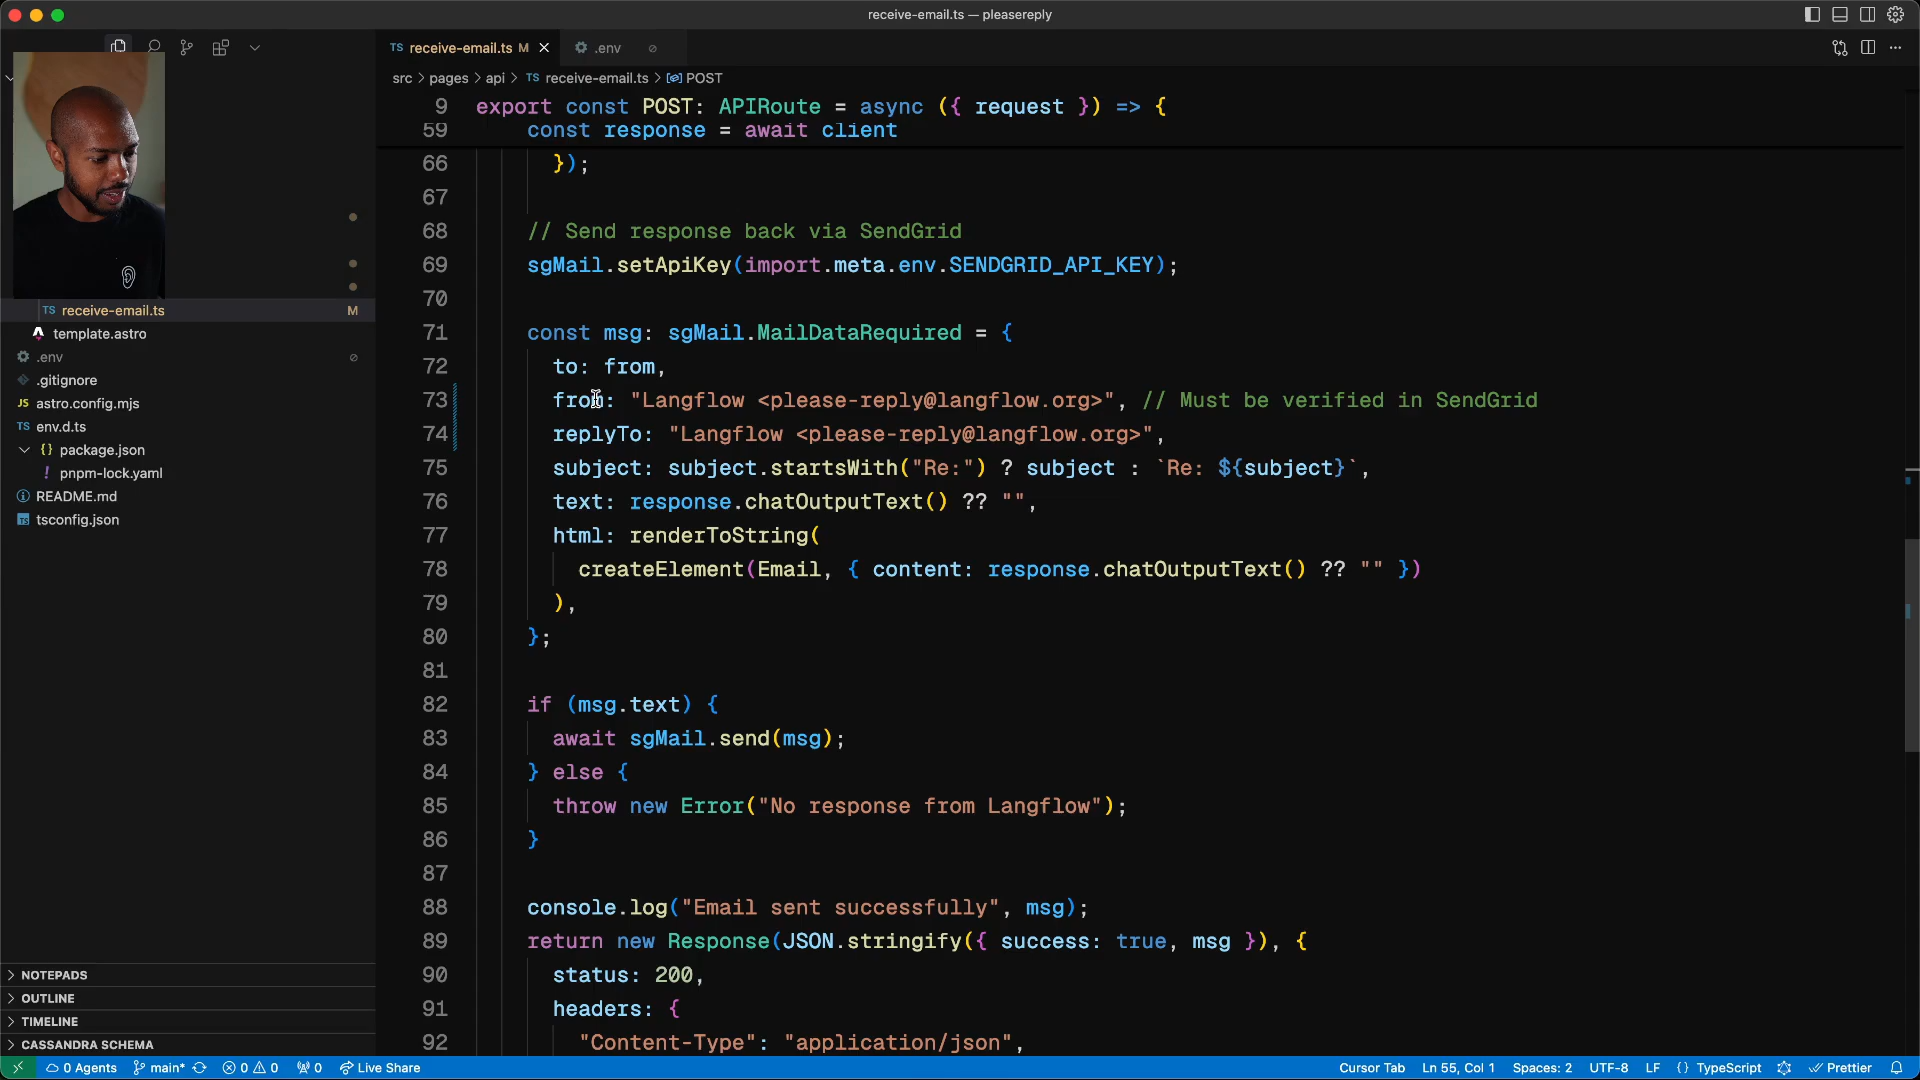 receive-email.ts — pleasereply
TS receive-email.ts M
.env
src > pages > api > TS receive-email.ts > POST
9 export const POST: APIRoute = async ({ request }) => {
59 const response = await client
66 });
67
68 // Send response back via SendGrid
69 sgMail.setApiKey(import.meta.env.SENDGRID_API_KEY);
70
71 const msg: sgMail.MailDataRequired = {
72 to: from,
73 from: "Langflow <please-reply@langflow.org>", // Must be verified in SendGrid
74 replyTo: "Langflow <please-reply@langflow.org>",
75 subject: subject.startsWith("Re:") ? subject : `Re: ${subject}`,
76 text: response.chatOutputText() ?? "",
77 html: renderToString(
78 createElement(Email, { content: response.chatOutputText() ?? "" })
79 ),
80 };
81
82 if (msg.text) {
83 await sgMail.send(msg);
84 } else {
85 throw new Error("No response from Langflow");
86 }
87
88 console.log("Email sent successfully", msg);
89 return new Response(JSON.stringify({ success: true, msg }), {
90 status: 200,
91 headers: {
92 "Content-Type": "application/json",
TS receive-email.ts M
template.astro
.env
.gitignore
JS astro.config.mjs
TS env.d.ts
{} package.json
! pnpm-lock.yaml
README.md
TS tsconfig.json
NOTEPADS
OUTLINE
TIMELINE
CASSANDRA SCHEMA
0 Agents main* 0 0 0 Live Share
Cursor Tab Ln 55, Col 1 Spaces: 2 UTF-8 LF {} TypeScript Prettier